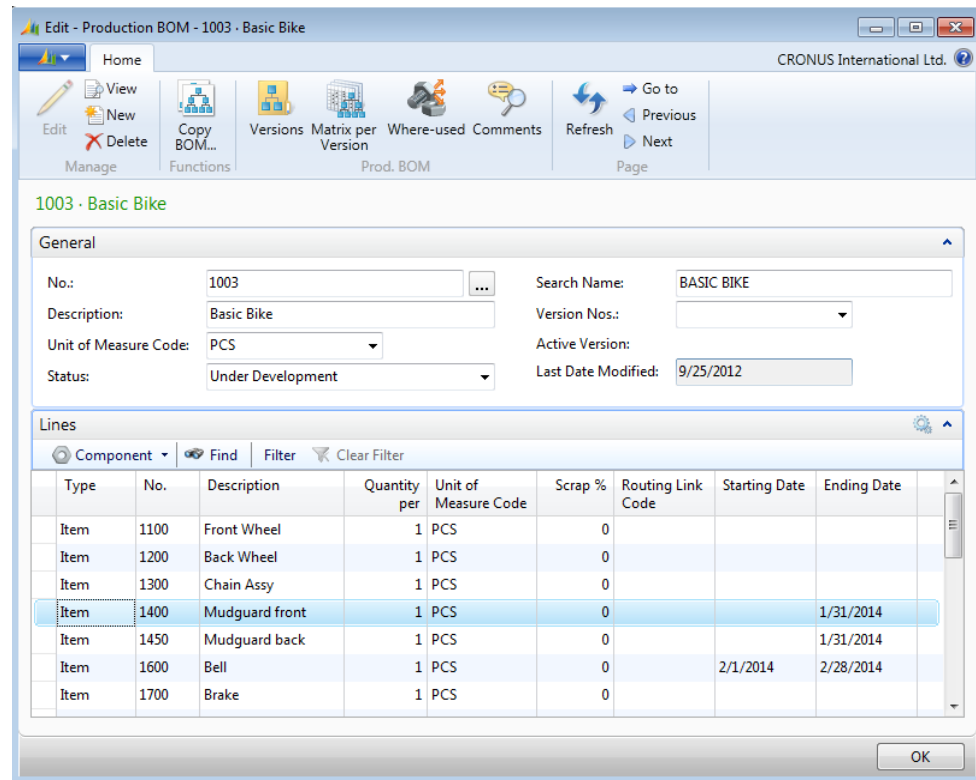 Edit - Production BOM - 1003 · Basic Bike
Home
CRONUS International Ltd.
Edit
View
New
Delete
Manage
Copy BOM...
Functions
Versions
Matrix per Version
Where-used
Comments
Prod. BOM
Refresh
Go to
Previous
Next
Page
1003 · Basic Bike
General
No.: 1003 ... Search Name: BASIC BIKE
Description: Basic Bike Version Nos.:
Unit of Measure Code: PCS Active Version:
Status: Under Development Last Date Modified: 9/25/2012
Lines
Component Find Filter Clear Filter
Type No. Description Quantity per Unit of Measure Code Scrap % Routing Link Code Starting Date Ending Date
Item 1100 Front Wheel 1 PCS 0
Item 1200 Back Wheel 1 PCS 0
Item 1300 Chain Assy 1 PCS 0
Item 1400 Mudguard front 1 PCS 0 1/31/2014
Item 1450 Mudguard back 1 PCS 0 1/31/2014
Item 1600 Bell 1 PCS 0 2/1/2014 2/28/2014
Item 1700 Brake 1 PCS 0
OK